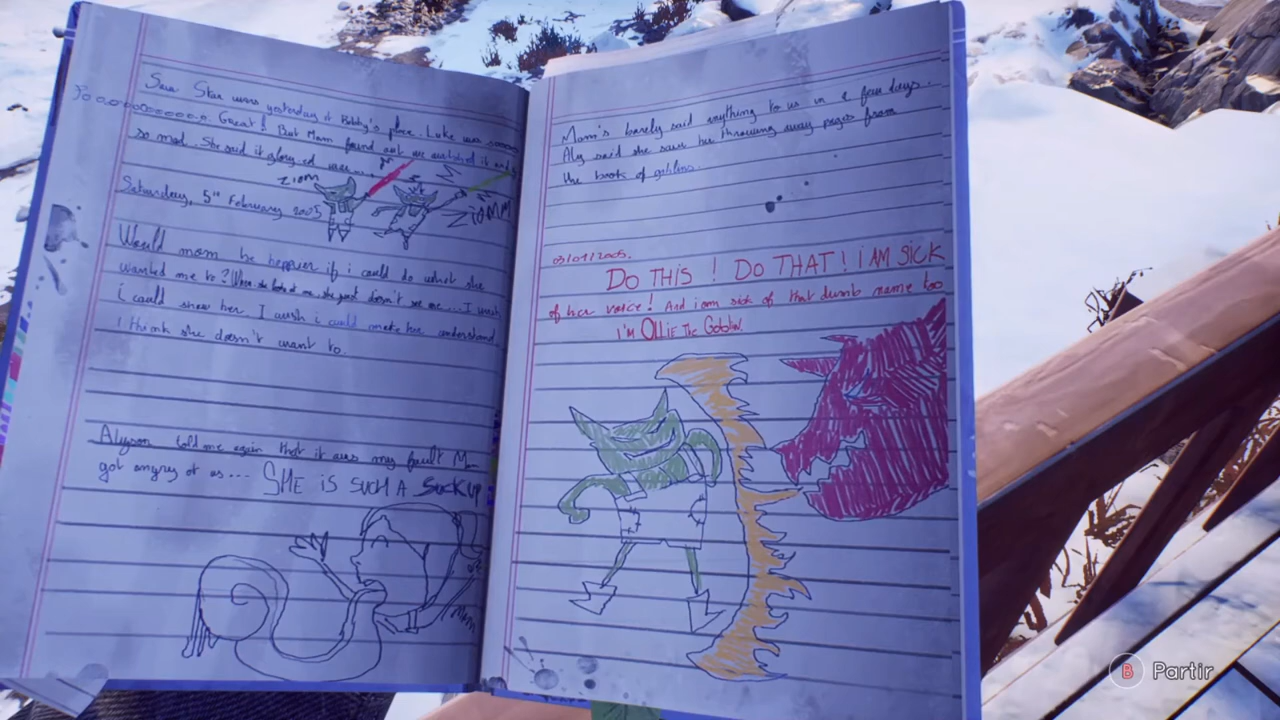 Star was yesterday at Bobby's place. Luke was soooo
Great! But Mom found out we watched it and
so mad. She said it
ZIOM
Saturday, 5th February 2005
Would mom be happier if i could do what she
wanted me to? When she looks at me, she just doesn't see me... I wish
i could show her I wish i could make her understand.
I think she doesn't want to.
Alyson told me again that it was my fault Mom
got angry at us... SHE IS SUCH A SUCK UP
Mom's barely said anything to us in a few days.
Aly said she saw her throwing away pages from
the book of goblins.
03/04/2005.
DO THIS! DO THAT! I AM SICK
of her voice! And i am sick of that dumb name too
I'M OLLIE The Goblin!
B Partir